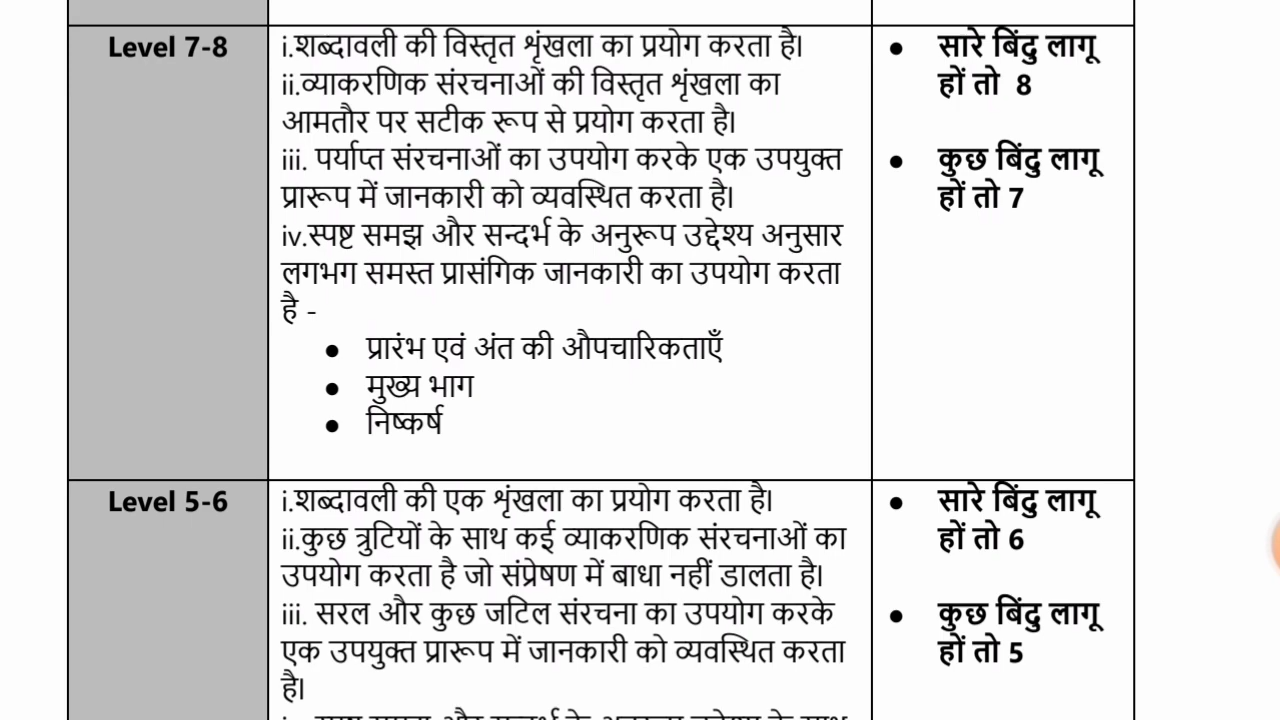 Level 7-8
i.शब्दावली की विस्तृत शृंखला का प्रयोग करता है।
ii.व्याकरणिक संरचनाओं की विस्तृत शृंखला का
आमतौर पर सटीक रूप से प्रयोग करता है।
iii. पर्याप्त संरचनाओं का उपयोग करके एक उपयुक्त
प्रारूप में जानकारी को व्यवस्थित करता है।
iv.स्पष्ट समझ और सन्दर्भ के अनुरूप उद्देश्य अनुसार
लगभग समस्त प्रासंगिक जानकारी का उपयोग करता
है -
● प्रारंभ एवं अंत की औपचारिकताएँ
● मुख्य भाग
● निष्कर्ष
● सारे बिंदु लागू
हों तो 8
● कुछ बिंदु लागू
हों तो 7
Level 5-6
i.शब्दावली की एक शृंखला का प्रयोग करता है।
ii.कुछ त्रुटियों के साथ कई व्याकरणिक संरचनाओं का
उपयोग करता है जो संप्रेषण में बाधा नहीं डालता है।
iii. सरल और कुछ जटिल संरचना का उपयोग करके
एक उपयुक्त प्रारूप में जानकारी को व्यवस्थित करता
है।
● सारे बिंदु लागू
हों तो 6
● कुछ बिंदु लागू
हों तो 5